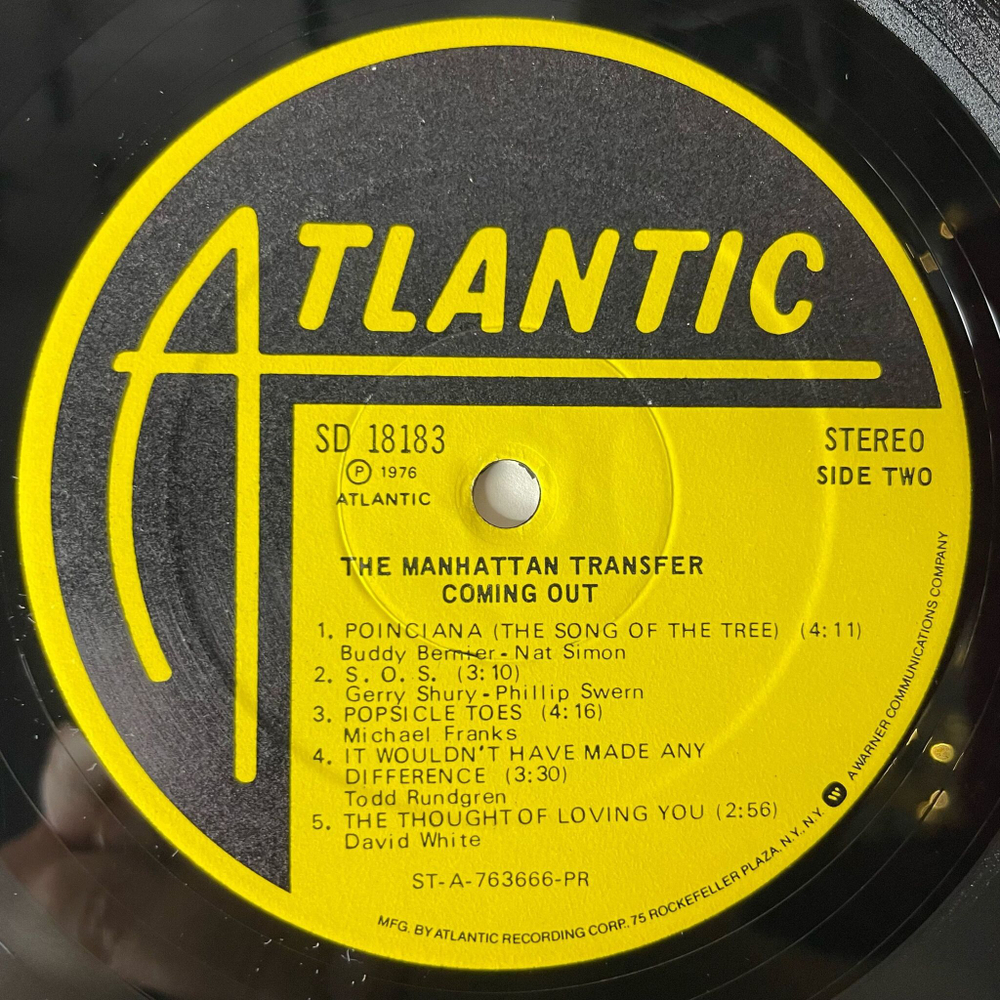 ATLANTIC
SD 18183
STEREO
Ⓟ 1976
SIDE TWO
ATLANTIC
THE MANHATTAN TRANSFER
COMING OUT
1. POINCIANA (THE SONG OF THE TREE) (4:11)
Buddy Bernier - Nat Simon
2. S. O. S. (3:10)
Gerry Shury - Phillip Swern
3. POPSICLE TOES (4:16)
Michael Franks
4. IT WOULDN'T HAVE MADE ANY
DIFFERENCE (3:30)
Todd Rundgren
5. THE THOUGHT OF LOVING YOU (2:56)
David White
ST-A-763666-PR
MFG. BY ATLANTIC RECORDING CORP., 75 ROCKEFELLER PLAZA, N.Y., N.Y. W A WARNER COMMUNICATIONS COMPANY